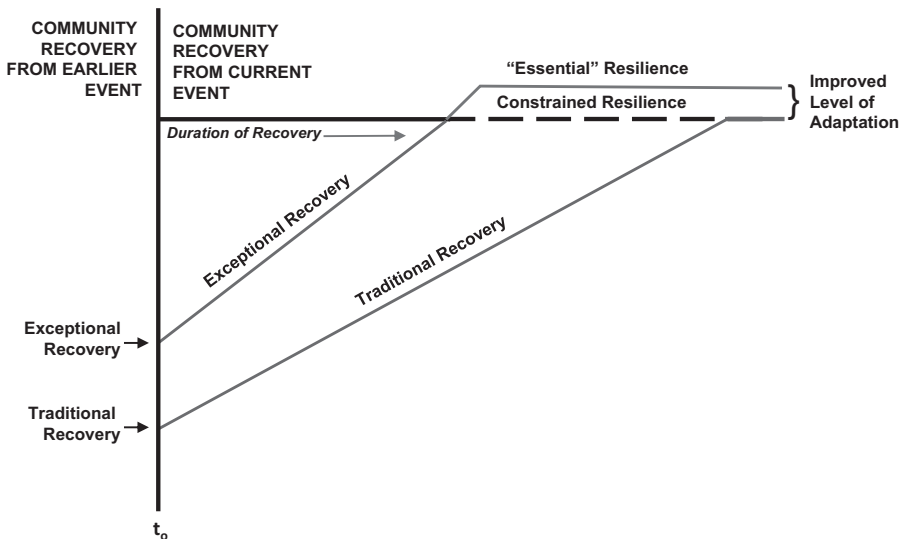 COMMUNITY
RECOVERY
FROM EARLIER
EVENT
COMMUNITY
RECOVERY
FROM CURRENT
EVENT
“Essential” Resilience
Constrained Resilience
Improved
Level of
Adaptation
Duration of Recovery
Exceptional Recovery
Traditional Recovery
Exceptional
Recovery
Traditional
Recovery
to